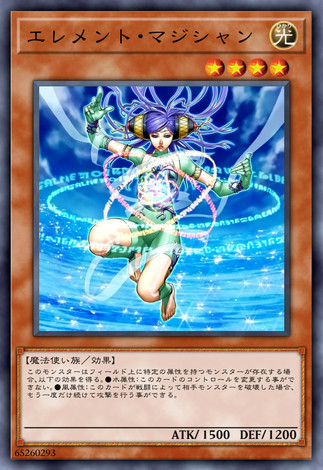 エレメント・マジシャン
光
【魔法使い族／効果】
このモンスターはフィールド上に特定の属性を持つモンスターが存在する場
合、以下の効果を得る。●水属性：このカードのコントロールを変更する事がで
きない。●風属性：このカードが戦闘によって相手モンスターを破壊した場合、
もう一度だけ続けて攻撃を行う事ができる。
ATK/1500 DEF/1200
65260293